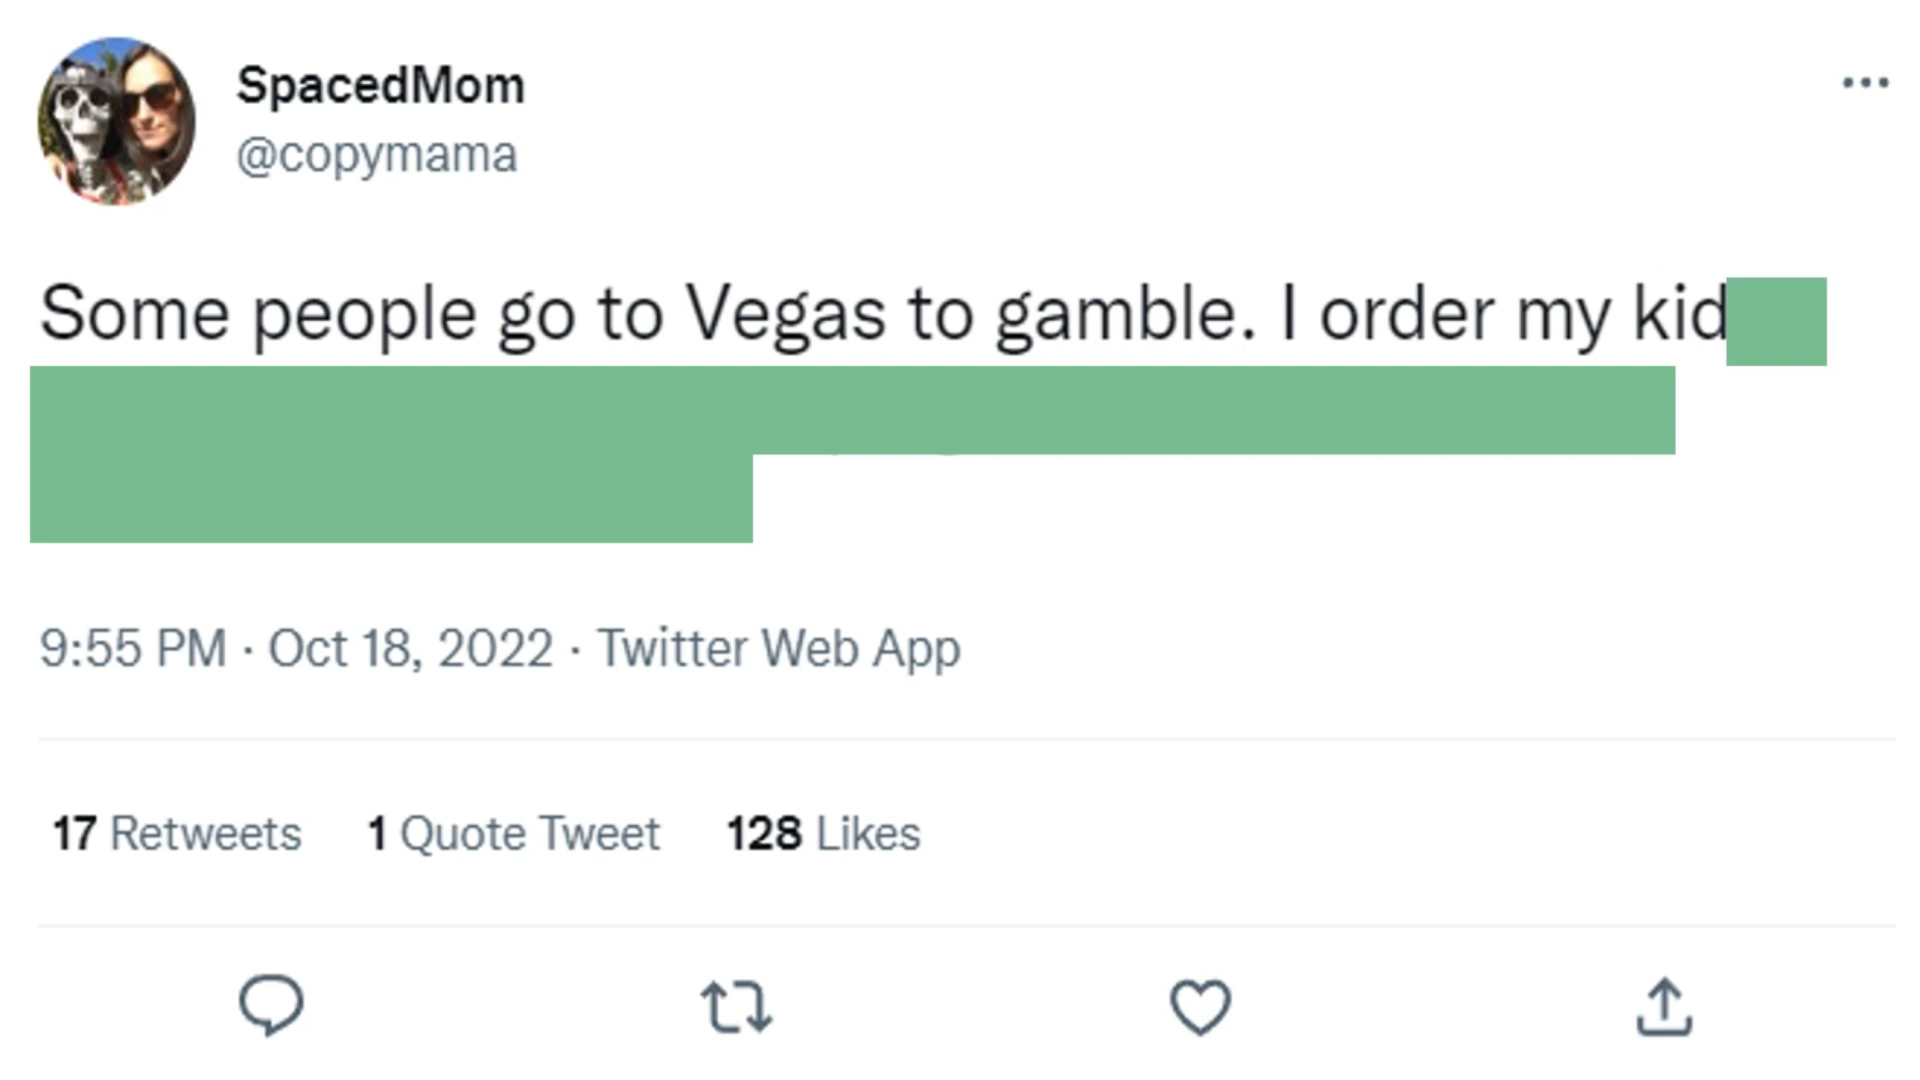 SpacedMom
@copymama
Some people go to Vegas to gamble. I order my kid
9:55 PM · Oct 18, 2022 · Twitter Web App
17 Retweets 1 Quote Tweet 128 Likes